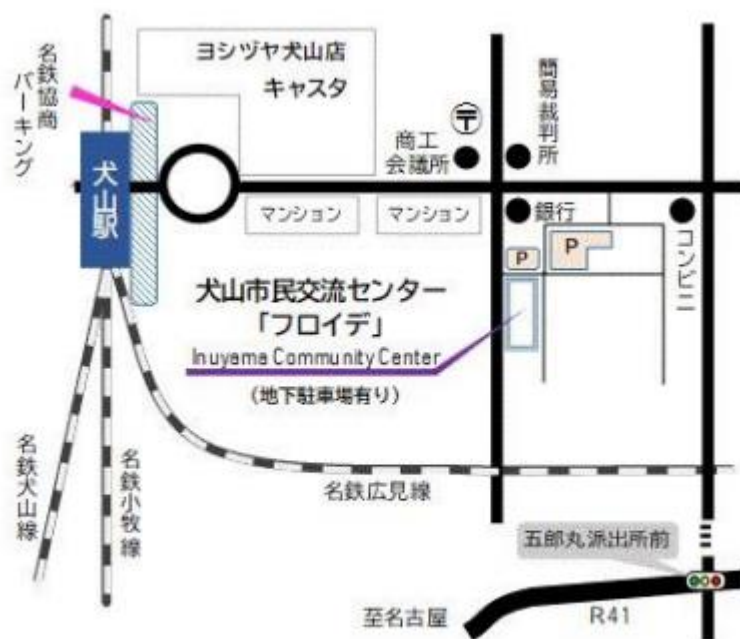 ヨシヅヤ犬山店
キャスタ
名鉄協商
パーキング
犬山駅
商工
会議所
〒
簡易裁判所
マンション
マンション
銀行
P
P
コンビニ
犬山市民交流センター
「フロイデ」
Inuyama Community Center
(地下駐車場有り)
名鉄犬山線
名鉄小牧線
名鉄広見線
五郎丸派出所前
至名古屋
R41